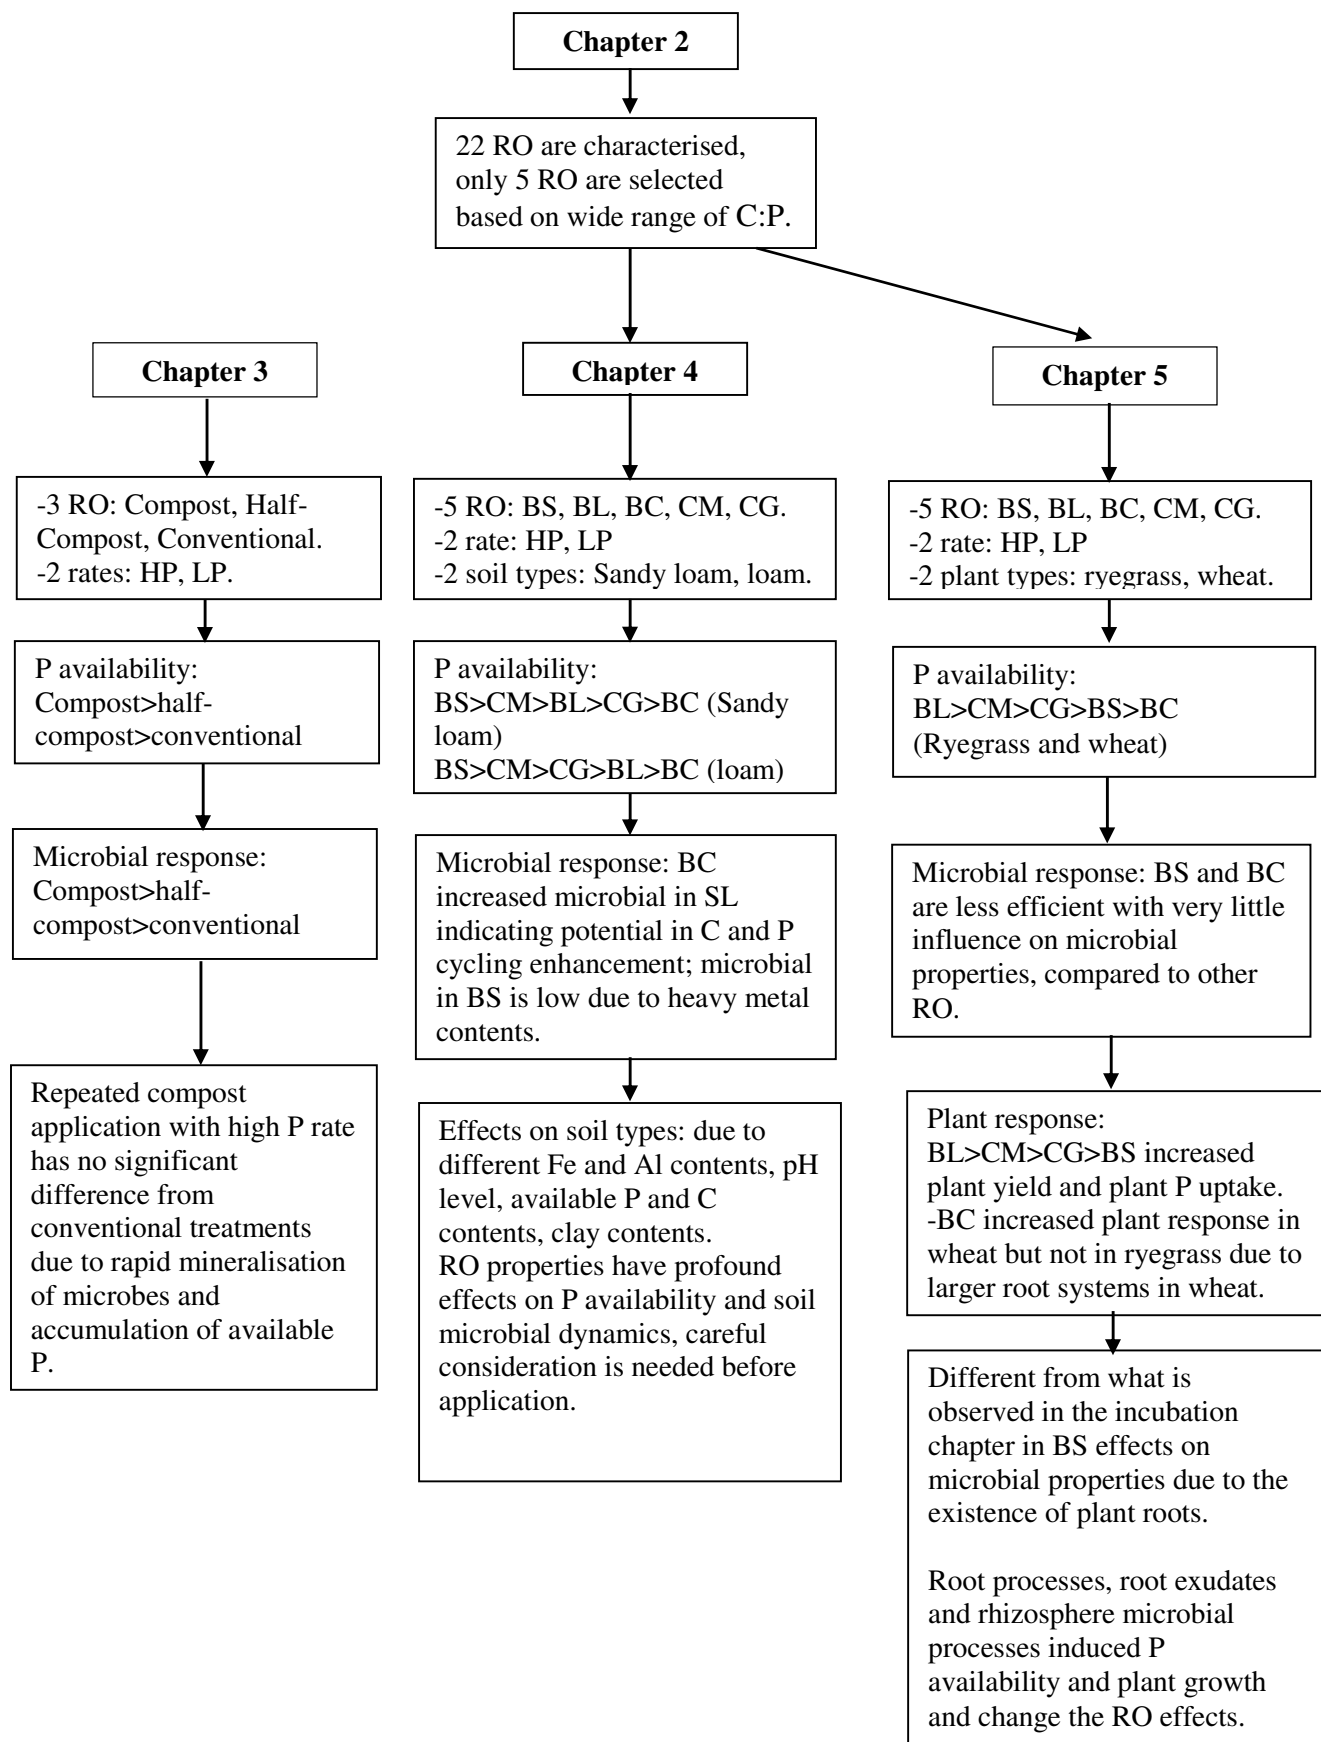 Chapter 2
22 RO are characterised,
only 5 RO are selected
based on wide range of C:P.
Chapter 3
-3 RO: Compost, Half-
Compost, Conventional.
-2 rates: HP, LP.
P availability:
Compost>half-
compost>conventional
Microbial response:
Compost>half-
compost>conventional
Repeated compost
application with high P rate
has no significant
difference from
conventional treatments
due to rapid mineralisation
of microbes and
accumulation of available
P.
Chapter 4
-5 RO: BS, BL, BC, CM, CG.
-2 rate: HP, LP
-2 soil types: Sandy loam, loam.
P availability:
BS>CM>BL>CG>BC (Sandy
loam)
BS>CM>CG>BL>BC (loam)
Microbial response: BC
increased microbial in SL
indicating potential in C and P
cycling enhancement; microbial
in BS is low due to heavy metal
contents.
Effects on soil types: due to
different Fe and Al contents, pH
level, available P and C
contents, clay contents.
RO properties have profound
effects on P availability and soil
microbial dynamics, careful
consideration is needed before
application.
Chapter 5
-5 RO: BS, BL, BC, CM, CG.
-2 rate: HP, LP
-2 plant types: ryegrass, wheat.
P availability:
BL>CM>CG>BS>BC
(Ryegrass and wheat)
Microbial response: BS and BC
are less efficient with very little
influence on microbial
properties, compared to other
RO.
Plant response:
BL>CM>CG>BS increased
plant yield and plant P uptake.
-BC increased plant response in
wheat but not in ryegrass due to
larger root systems in wheat.
Different from what is
observed in the incubation
chapter in BS effects on
microbial properties due to the
existence of plant roots.
Root processes, root exudates
and rhizosphere microbial
processes induced P
availability and plant growth
and change the RO effects.